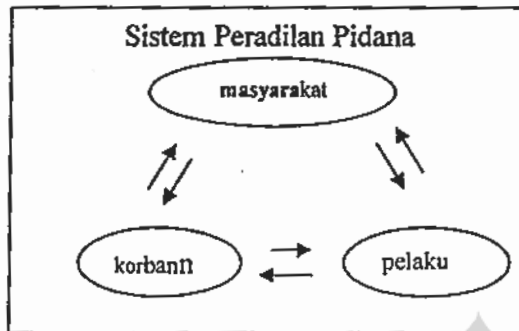 Sistem Peradilan Pidana
masyarakat
korbann
pelaku